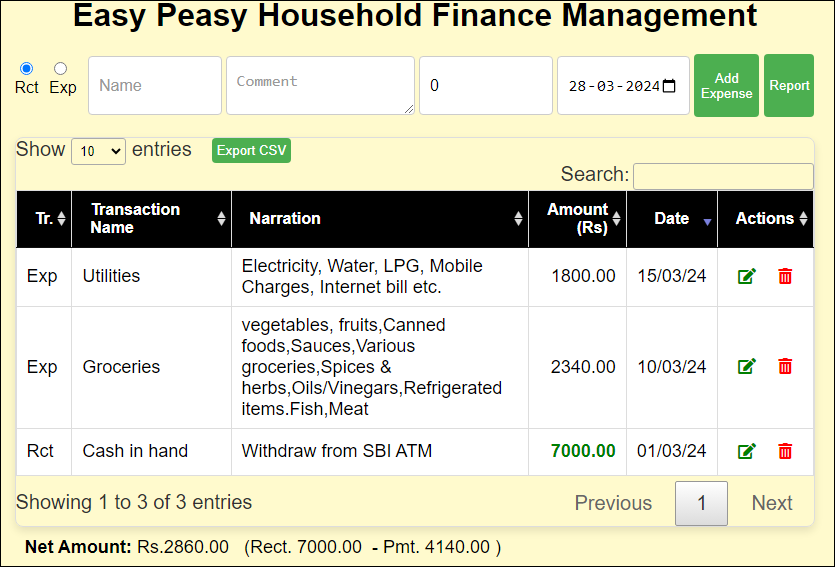 Easy Peasy Household Finance Management
Rct Exp Name Comment 0 28-03-2024 Add Expense Report
Show 10 entries Export CSV
Search:
Tr. Transaction Name Narration Amount (Rs) Date Actions
Exp Utilities Electricity, Water, LPG, Mobile
Charges, Internet bill etc. 1800.00 15/03/24
Exp Groceries vegetables, fruits,Canned
foods,Sauces,Various
groceries,Spices &
herbs,Oils/Vinegars,Refrigerated
items.Fish,Meat 2340.00 10/03/24
Rct Cash in hand Withdraw from SBI ATM 7000.00 01/03/24
Showing 1 to 3 of 3 entries Previous 1 Next
Net Amount: Rs.2860.00 (Rect. 7000.00 - Pmt. 4140.00 )